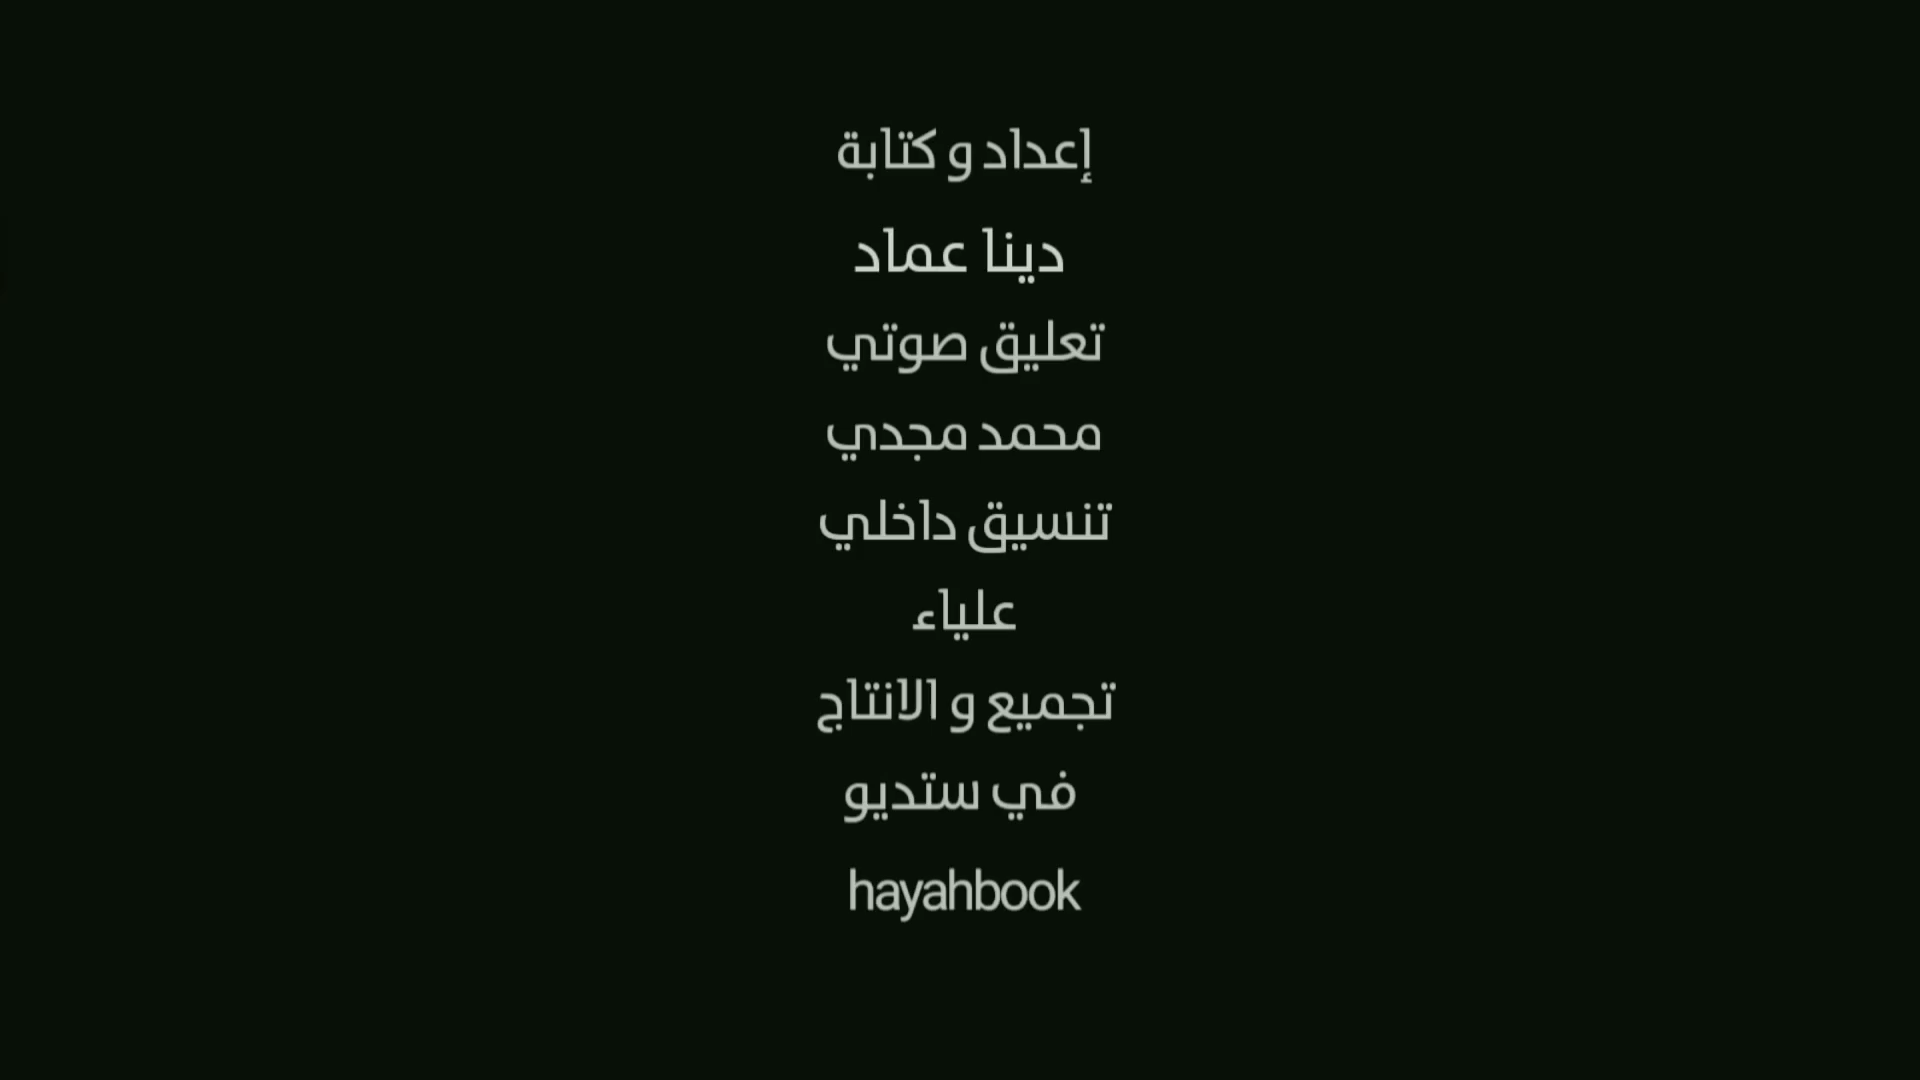 إعداد و كتابة
دينا عماد
تعليق صوتي
محمد مجدي
تنسيق داخلي
علياء
تجميع و الانتاج
في ستديو
hayahbook